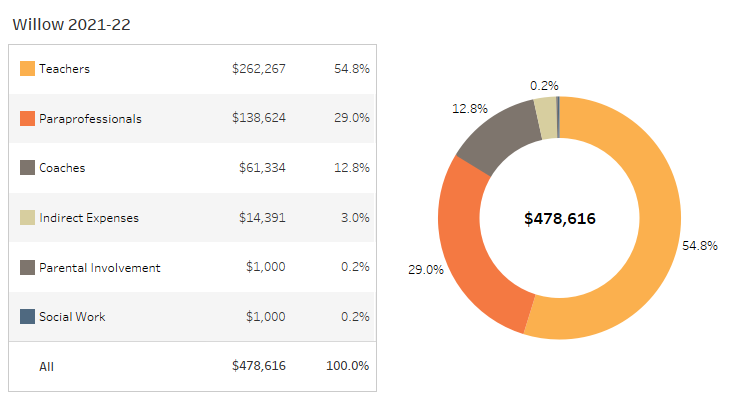 Willow 2021-22
Teachers $262,267 54.8%
Paraprofessionals $138,624 29.0%
Coaches $61,334 12.8%
Indirect Expenses $14,391 3.0%
Parental Involvement $1,000 0.2%
Social Work $1,000 0.2%
All $478,616 100.0%
0.2%
12.8%
$478,616
54.8%
29.0%